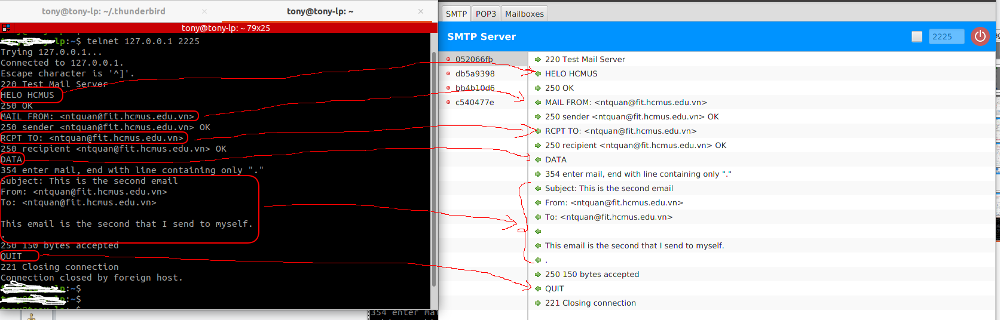 tony@tony-lp: ~/.thunderbird
tony@tony-lp: ~
tony@tony-lp: ~ 79x25
lp:~$ telnet 127.0.0.1 2225
Trying 127.0.0.1...
Connected to 127.0.0.1.
Escape character is '^]'.
220 Test Mail Server
HELO HCMUS
250 OK
MAIL FROM: <ntquan@fit.hcmus.edu.vn>
250 sender <ntquan@fit.hcmus.edu.vn> OK
RCPT TO: <ntquan@fit.hcmus.edu.vn>
250 recipient <ntquan@fit.hcmus.edu.vn> OK
DATA
354 enter mail, end with line containing only "."
Subject: This is the second email
From: <ntquan@fit.hcmus.edu.vn>
To: <ntquan@fit.hcmus.edu.vn>
This email is the second that I send to myself.
.
250 150 bytes accepted
QUIT
221 Closing connection
Connection closed by foreign host.
lp:~$
lp:~$
SMTP
POP3
Mailboxes
SMTP Server
2225
052066fb
db5a9398
bb4b10d6
c540477e
220 Test Mail Server
HELO HCMUS
250 OK
MAIL FROM: <ntquan@fit.hcmus.edu.vn>
250 sender <ntquan@fit.hcmus.edu.vn> OK
RCPT TO: <ntquan@fit.hcmus.edu.vn>
250 recipient <ntquan@fit.hcmus.edu.vn> OK
DATA
354 enter mail, end with line containing only "."
Subject: This is the second email
From: <ntquan@fit.hcmus.edu.vn>
To: <ntquan@fit.hcmus.edu.vn>
This email is the second that I send to myself.
.
250 150 bytes accepted
QUIT
221 Closing connection
354 enter mai